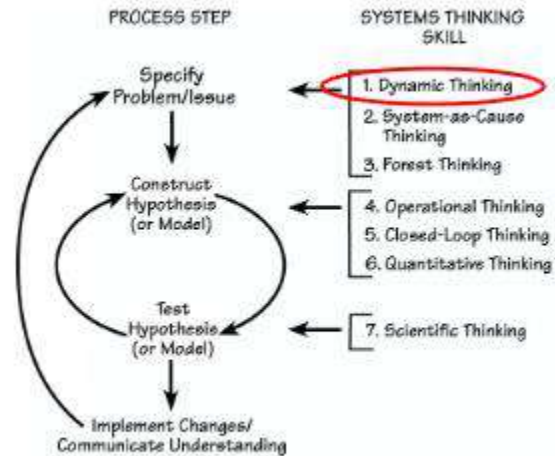 PROCESS STEP
SYSTEMS THINKING
SKILL
Specify
Problem/Issue
1. Dynamic Thinking
2. System-as-Cause
Thinking
3. Forest Thinking
Construct
Hypothesis
(or Model)
4. Operational Thinking
5. Closed-Loop Thinking
6. Quantitative Thinking
Test
Hypothesis
(or Model)
7. Scientific Thinking
Implement Changes/
Communicate Understanding